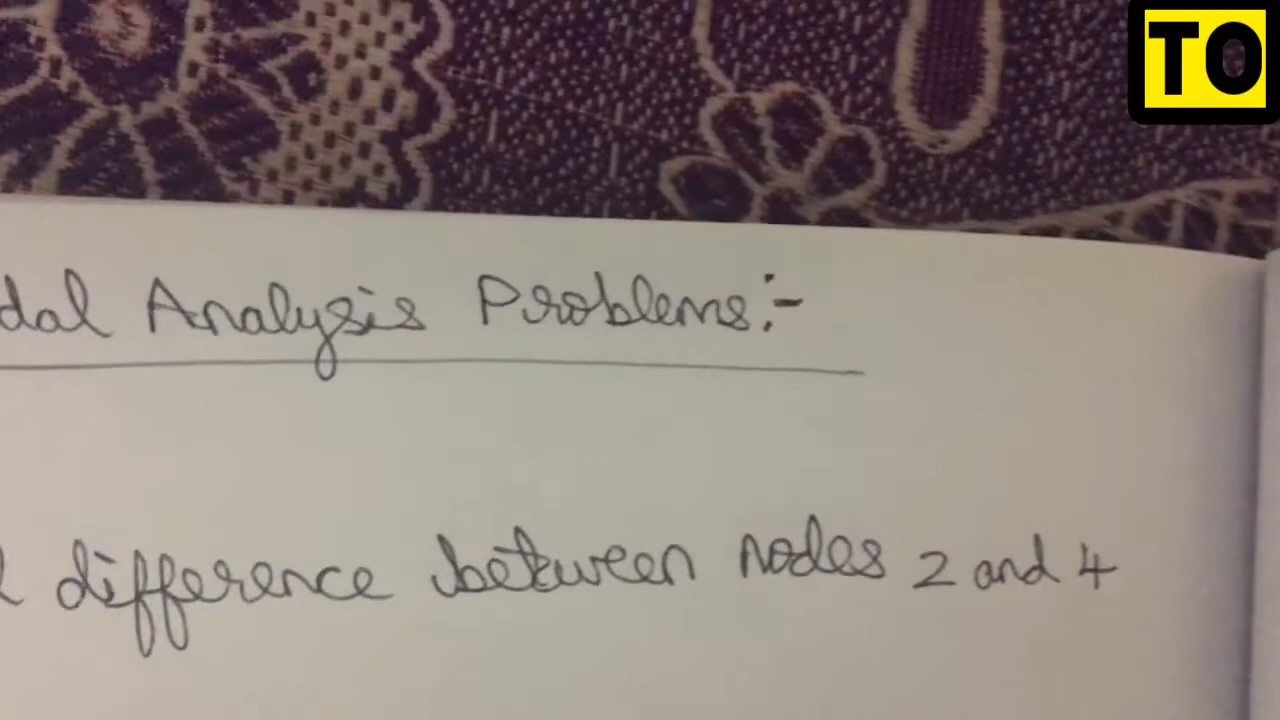 TO
dal Analysis Problems:-
difference between nodes 2 and 4